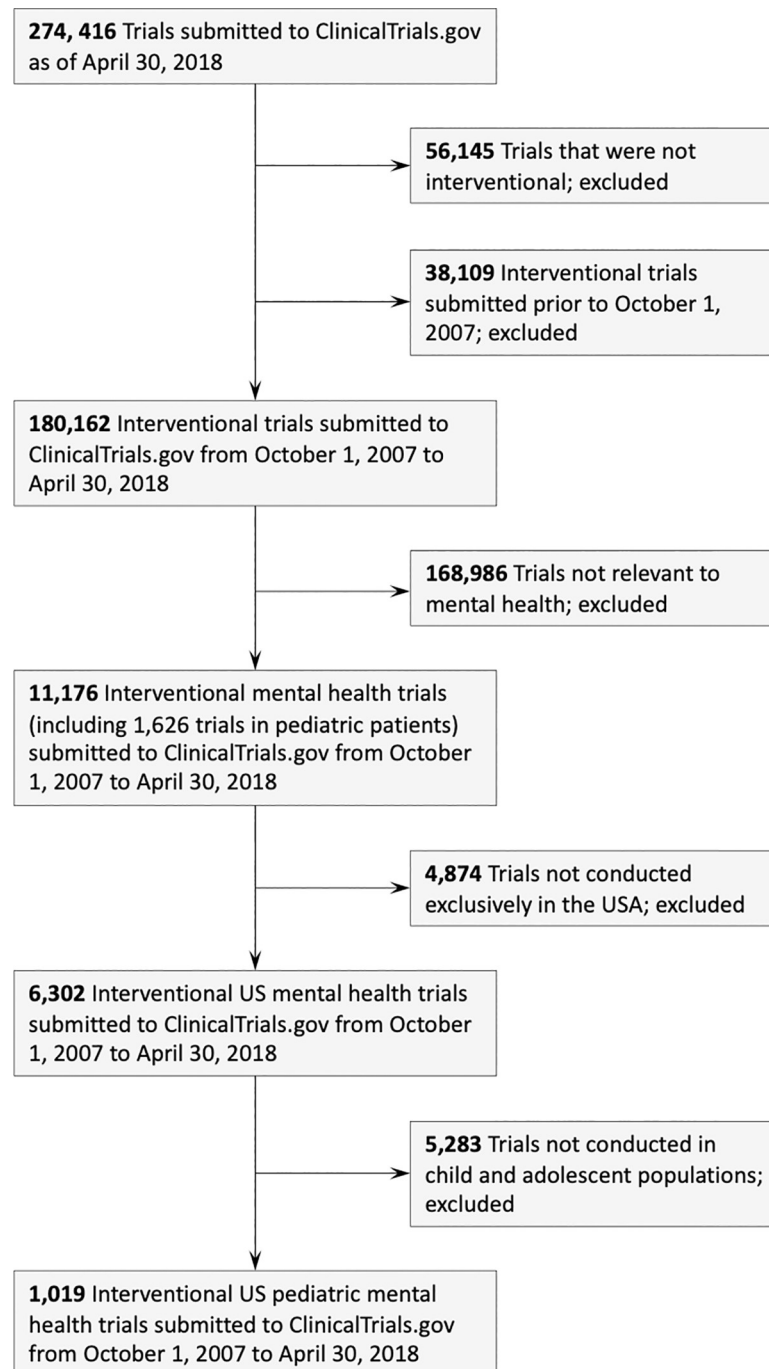 274, 416 Trials submitted to ClinicalTrials.gov
as of April 30, 2018
56,145 Trials that were not
interventional; excluded
38,109 Interventional trials
submitted prior to October 1,
2007; excluded
180,162 Interventional trials submitted to
ClinicalTrials.gov from October 1, 2007 to
April 30, 2018
168,986 Trials not relevant to
mental health; excluded
11,176 Interventional mental health trials
(including 1,626 trials in pediatric patients)
submitted to ClinicalTrials.gov from October
1, 2007 to April 30, 2018
4,874 Trials not conducted
exclusively in the USA; excluded
6,302 Interventional US mental health trials
submitted to ClinicalTrials.gov from October
1, 2007 to April 30, 2018
5,283 Trials not conducted in
child and adolescent populations;
excluded
1,019 Interventional US pediatric mental
health trials submitted to ClinicalTrials.gov
from October 1, 2007 to April 30, 2018